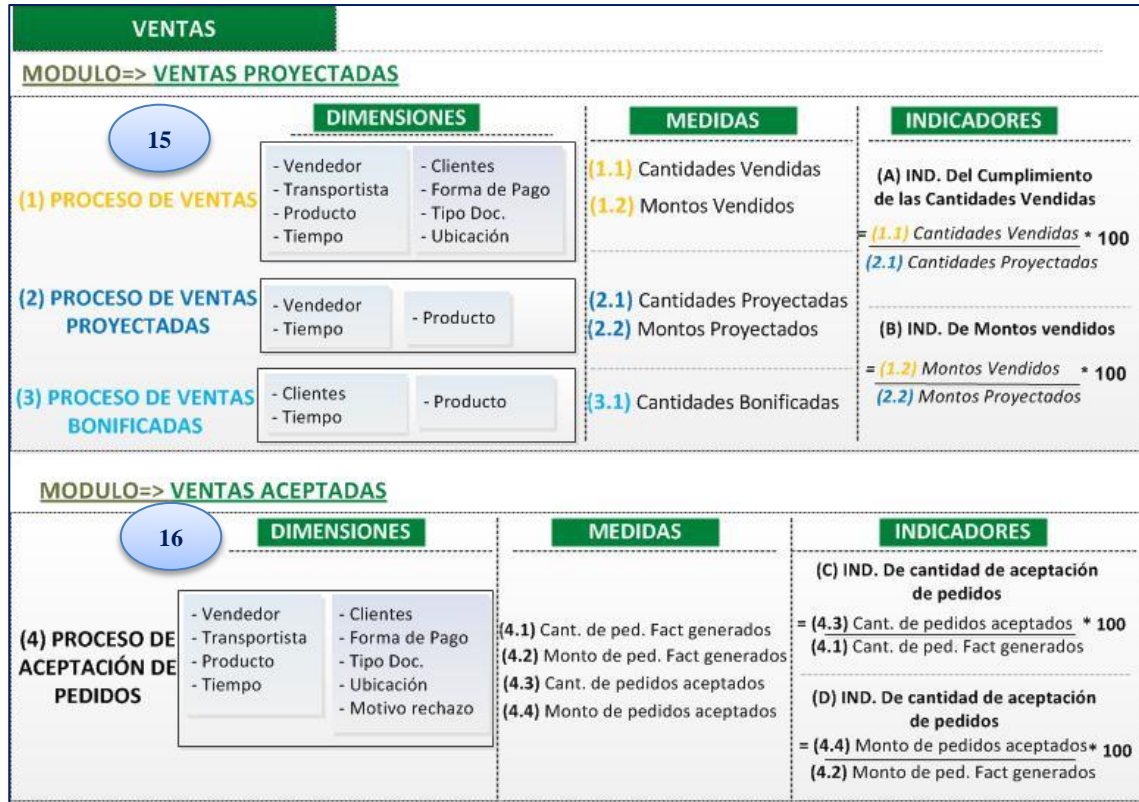 VENTAS
MODULO=> VENTAS PROYECTADAS
15
DIMENSIONES
MEDIDAS
INDICADORES
(1) PROCESO DE VENTAS
- Vendedor
- Transportista
- Producto
- Tiempo
- Clientes
- Forma de Pago
- Tipo Doc.
- Ubicación
(1.1) Cantidades Vendidas
(1.2) Montos Vendidos
(A) IND. Del Cumplimiento
de las Cantidades Vendidas
= (1.1) Cantidades Vendidas * 100
(2.1) Cantidades Proyectadas
(2) PROCESO DE VENTAS
PROYECTADAS
- Vendedor
- Tiempo
- Producto
(2.1) Cantidades Proyectadas
(2.2) Montos Proyectados
(B) IND. De Montos vendidos
= (1.2) Montos Vendidos * 100
(2.2) Montos Proyectados
(3) PROCESO DE VENTAS
BONIFICADAS
- Clientes
- Tiempo
- Producto
(3.1) Cantidades Bonificadas
MODULO=> VENTAS ACEPTADAS
16
DIMENSIONES
MEDIDAS
INDICADORES
(4) PROCESO DE
ACEPTACIÓN DE
PEDIDOS
- Vendedor
- Transportista
- Producto
- Tiempo
- Clientes
- Forma de Pago
- Tipo Doc.
- Ubicación
- Motivo rechazo
(4.1) Cant. de ped. Fact generados
(4.2) Monto de ped. Fact generados
(4.3) Cant. de pedidos aceptados
(4.4) Monto de pedidos aceptados
(C) IND. De cantidad de aceptación
de pedidos
= (4.3) Cant. de pedidos aceptados * 100
(4.1) Cant. de ped. Fact generados
(D) IND. De cantidad de aceptación
de pedidos
= (4.4) Monto de pedidos aceptados * 100
(4.2) Monto de ped. Fact generados